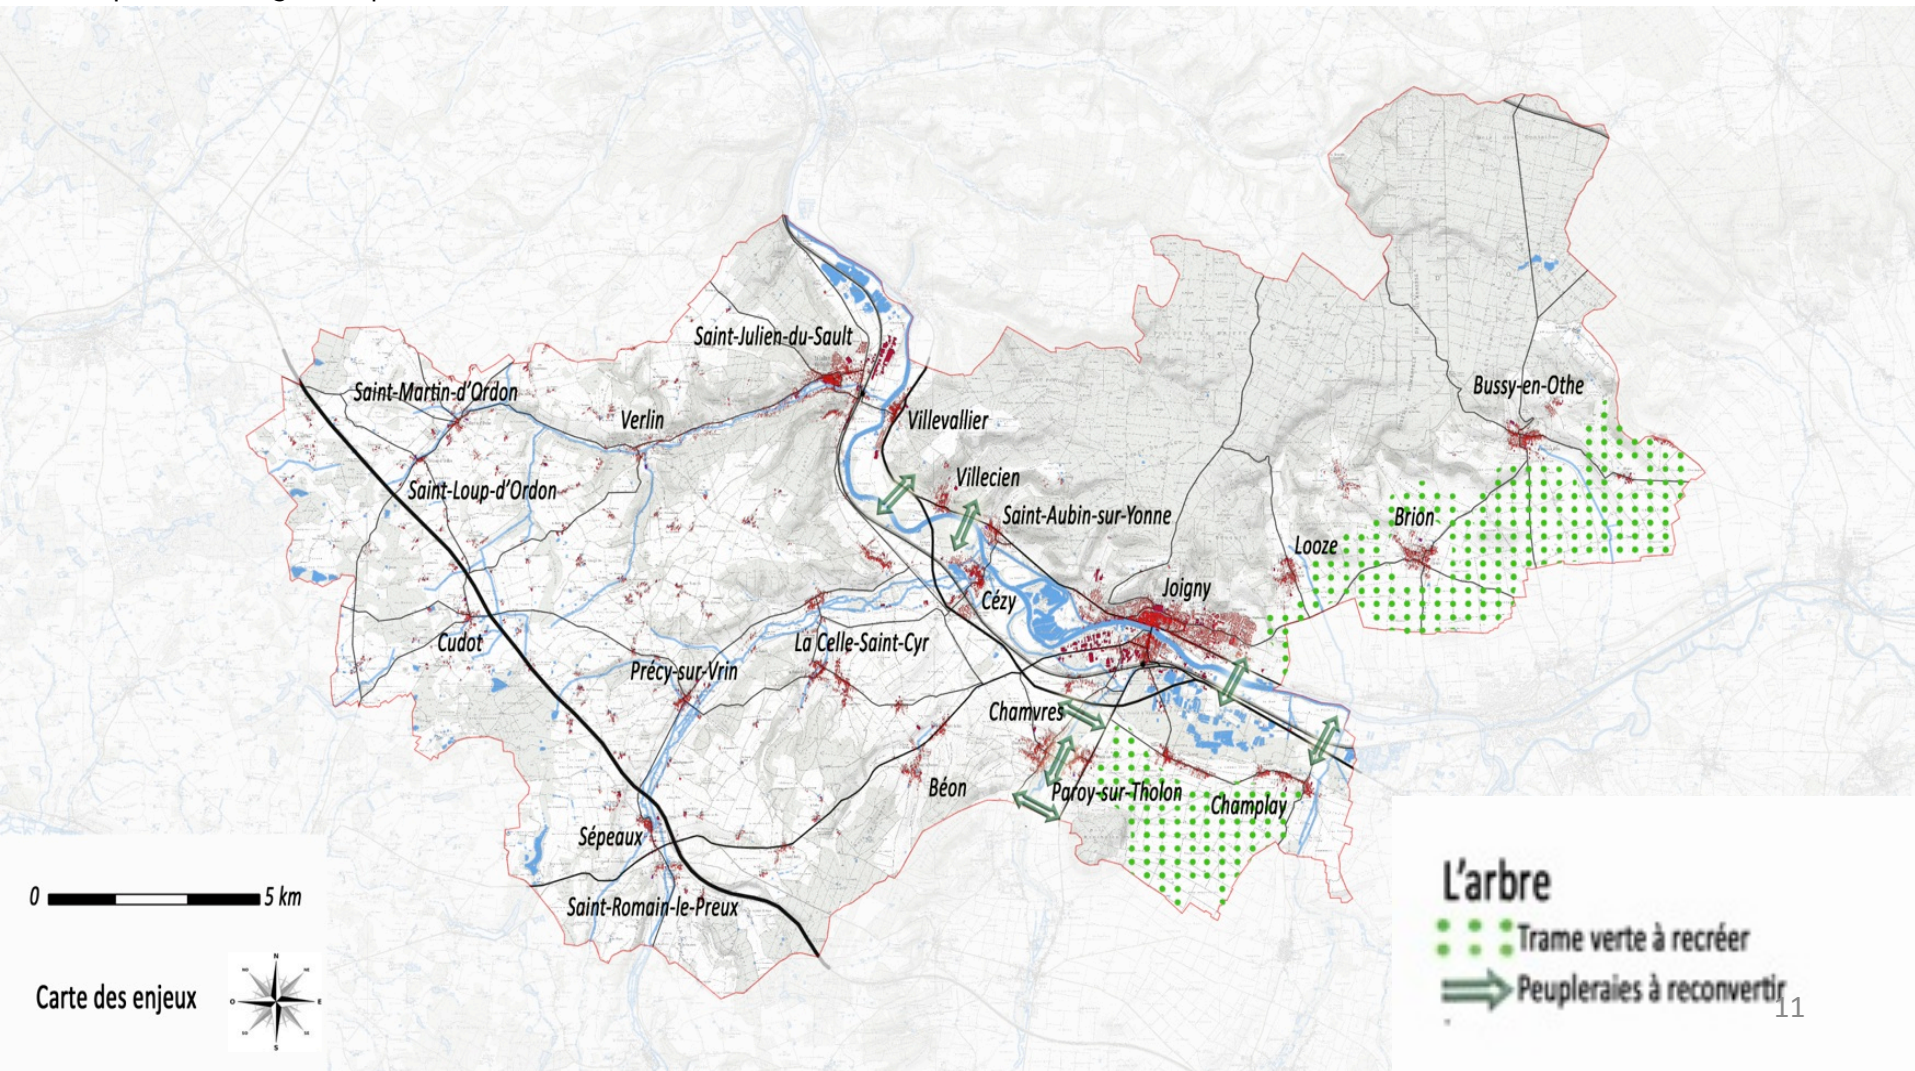 Saint-Julien-du-Sault
Saint-Martin-d'Ordon
Verlin
Villevallier
Bussy-en-Othe
Saint-Loup-d'Ordon
Villecien
Saint-Aubin-sur-Yonne
Brion
Looze
Joigny
Cézy
Cudot
La Celle-Saint-Cyr
Précy-sur-Vrin
Chamvres
Béon
Paroy-sur-Tholon
Champlay
Sépeaux
Saint-Romain-le-Preux
0 5 km
Carte des enjeux
N
O E
S
L'arbre
Trame verte à recréer
Peupleraies à reconvertir
11